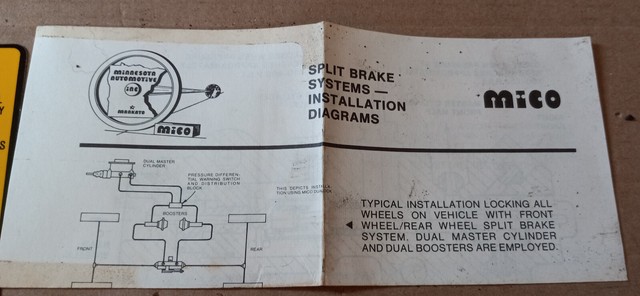 MINNESOTA
AUTOMOTIVE
inc
MANKATO
MICO
SPLIT BRAKE
SYSTEMS —
INSTALLATION
DIAGRAMS
MICO
DUAL MASTER
CYLINDER
PRESSURE DIFFEREN-
TIAL WARNING SWITCH
AND DISTRIBUTION
BLOCK
THIS DEPICTS INSTALLA-
TION USING MICO
BOOSTERS
FRONT
REAR
TYPICAL INSTALLATION LOCKING ALL
WHEELS ON VEHICLE WITH FRONT
WHEEL/REAR WHEEL SPLIT BRAKE
SYSTEM. DUAL MASTER CYLINDER
AND DUAL BOOSTERS ARE EMPLOYED.